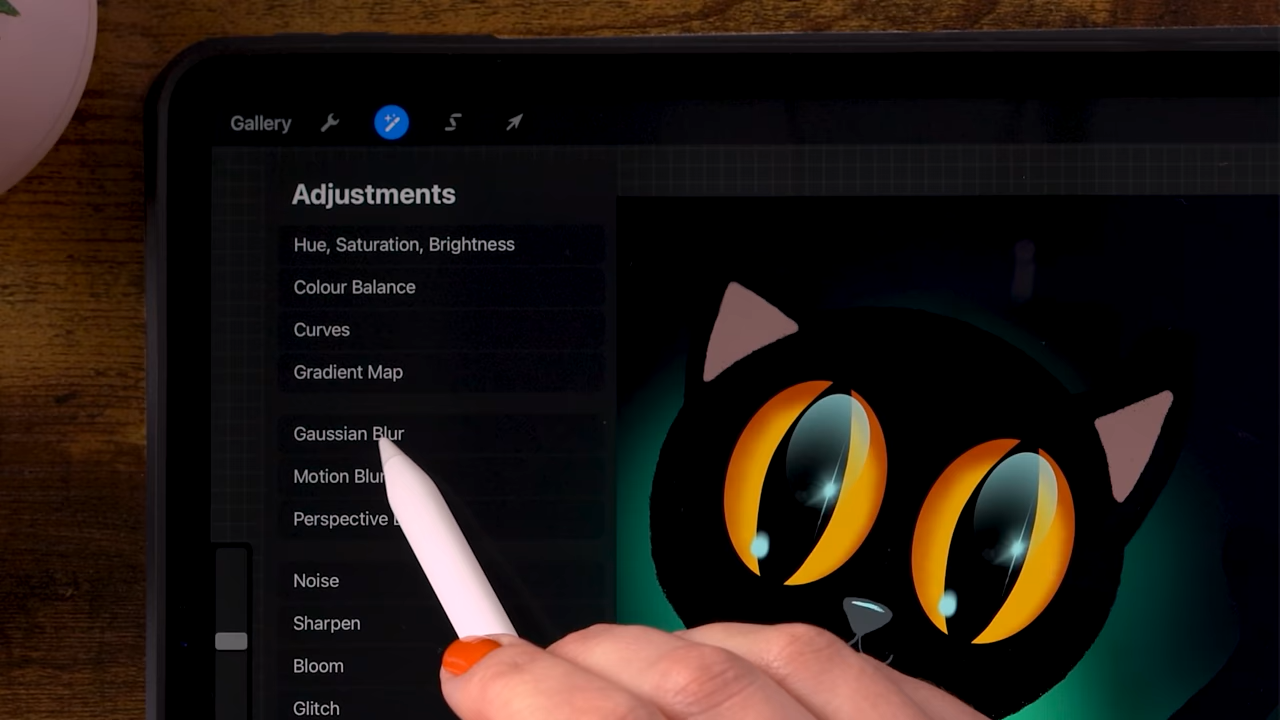 Gallery
Adjustments
Hue, Saturation, Brightness
Colour Balance
Curves
Gradient Map
Gaussian Blur
Motion Blur
Perspective
Noise
Sharpen
Bloom
Glitch